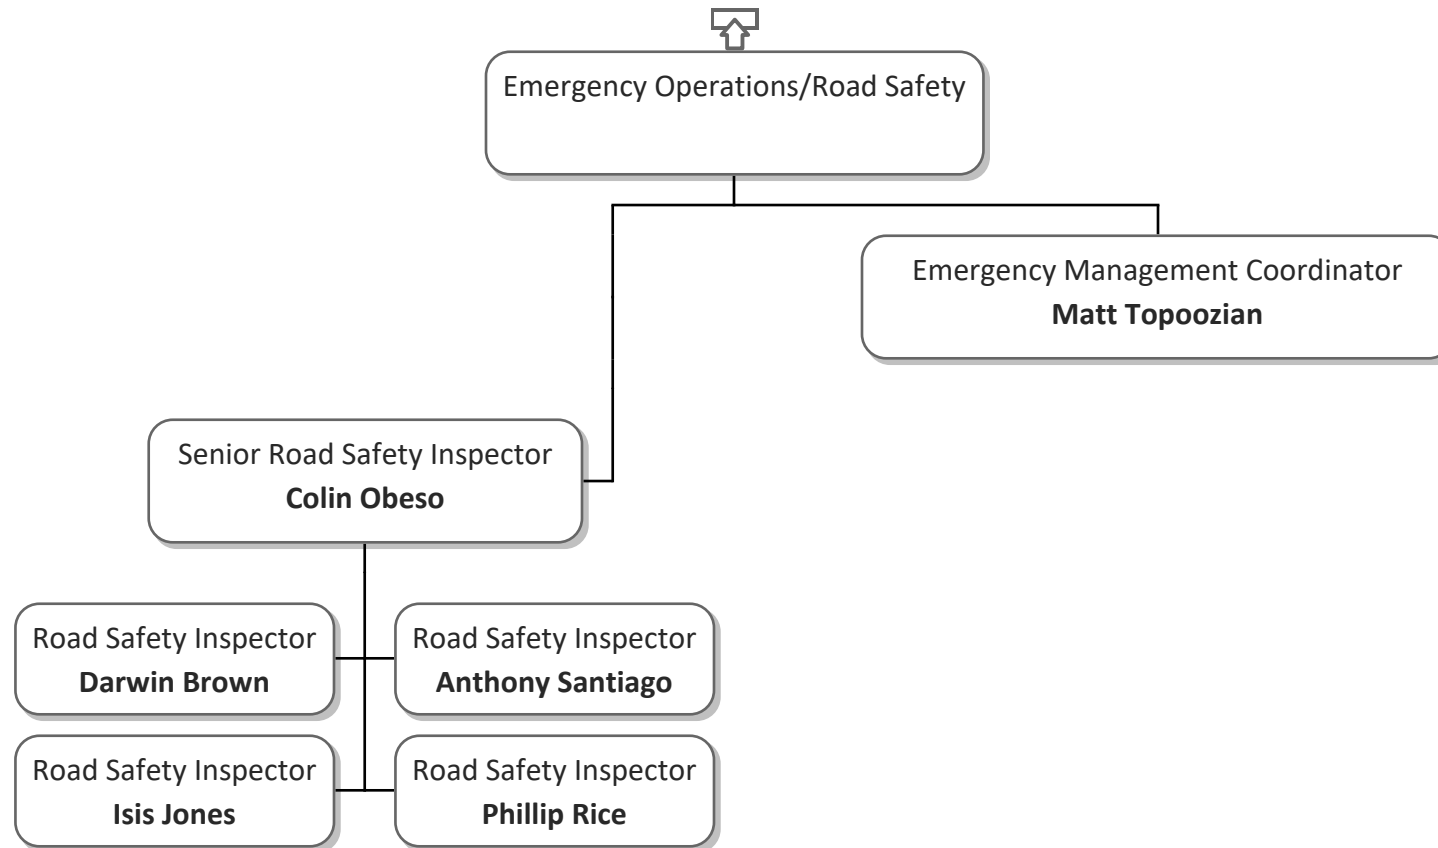 Emergency Operations/Road Safety
Emergency Management Coordinator
Matt Topoozian
Senior Road Safety Inspector
Colin Obeso
Road Safety Inspector
Darwin Brown
Road Safety Inspector
Anthony Santiago
Road Safety Inspector
Isis Jones
Road Safety Inspector
Phillip Rice